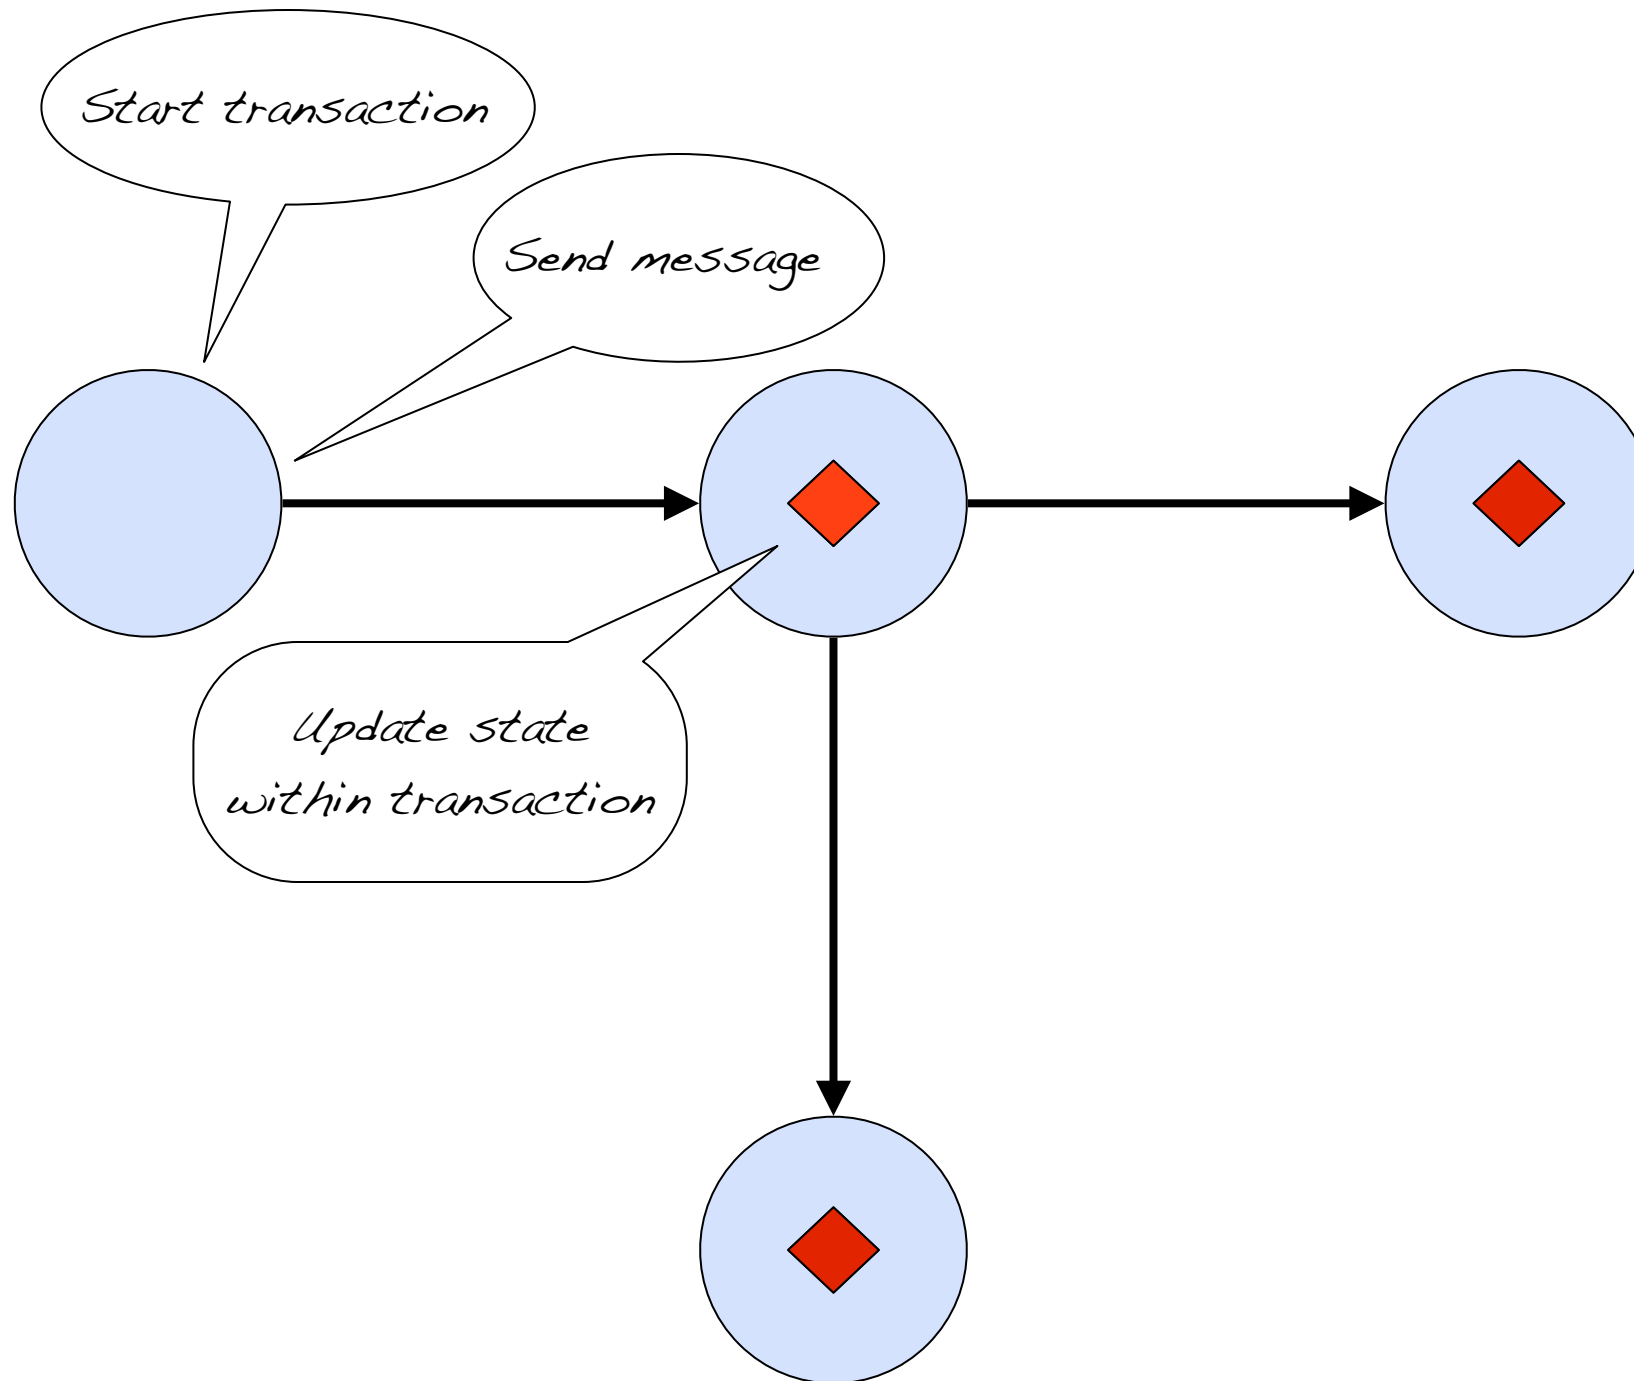 Start transaction
Send message
Update state
within transaction